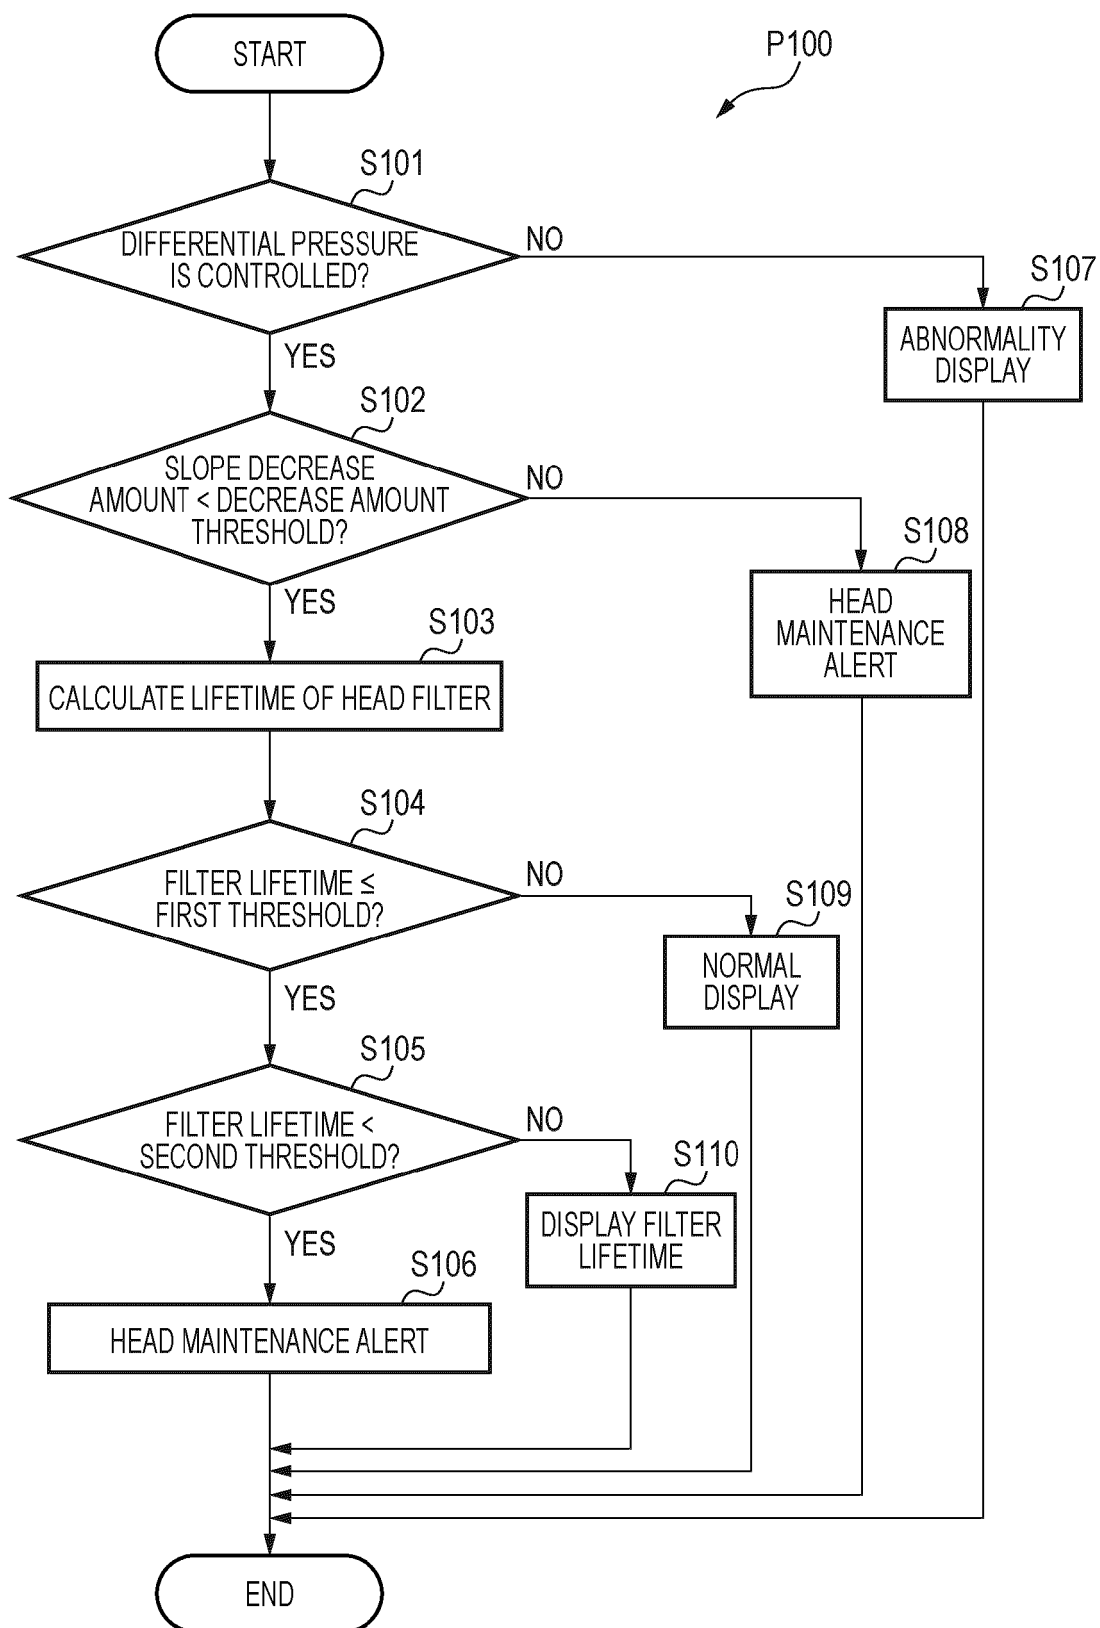 START
P100
S101
DIFFERENTIAL PRESSURE
IS CONTROLLED?
NO
YES
S107
ABNORMALITY
DISPLAY
S102
SLOPE DECREASE
AMOUNT < DECREASE AMOUNT
THRESHOLD?
NO
YES
S108
HEAD
MAINTENANCE
ALERT
S103
CALCULATE LIFETIME OF HEAD FILTER
S104
FILTER LIFETIME ≤
FIRST THRESHOLD?
NO
YES
S109
NORMAL
DISPLAY
S105
FILTER LIFETIME <
SECOND THRESHOLD?
NO
YES
S110
DISPLAY FILTER
LIFETIME
S106
HEAD MAINTENANCE ALERT
END